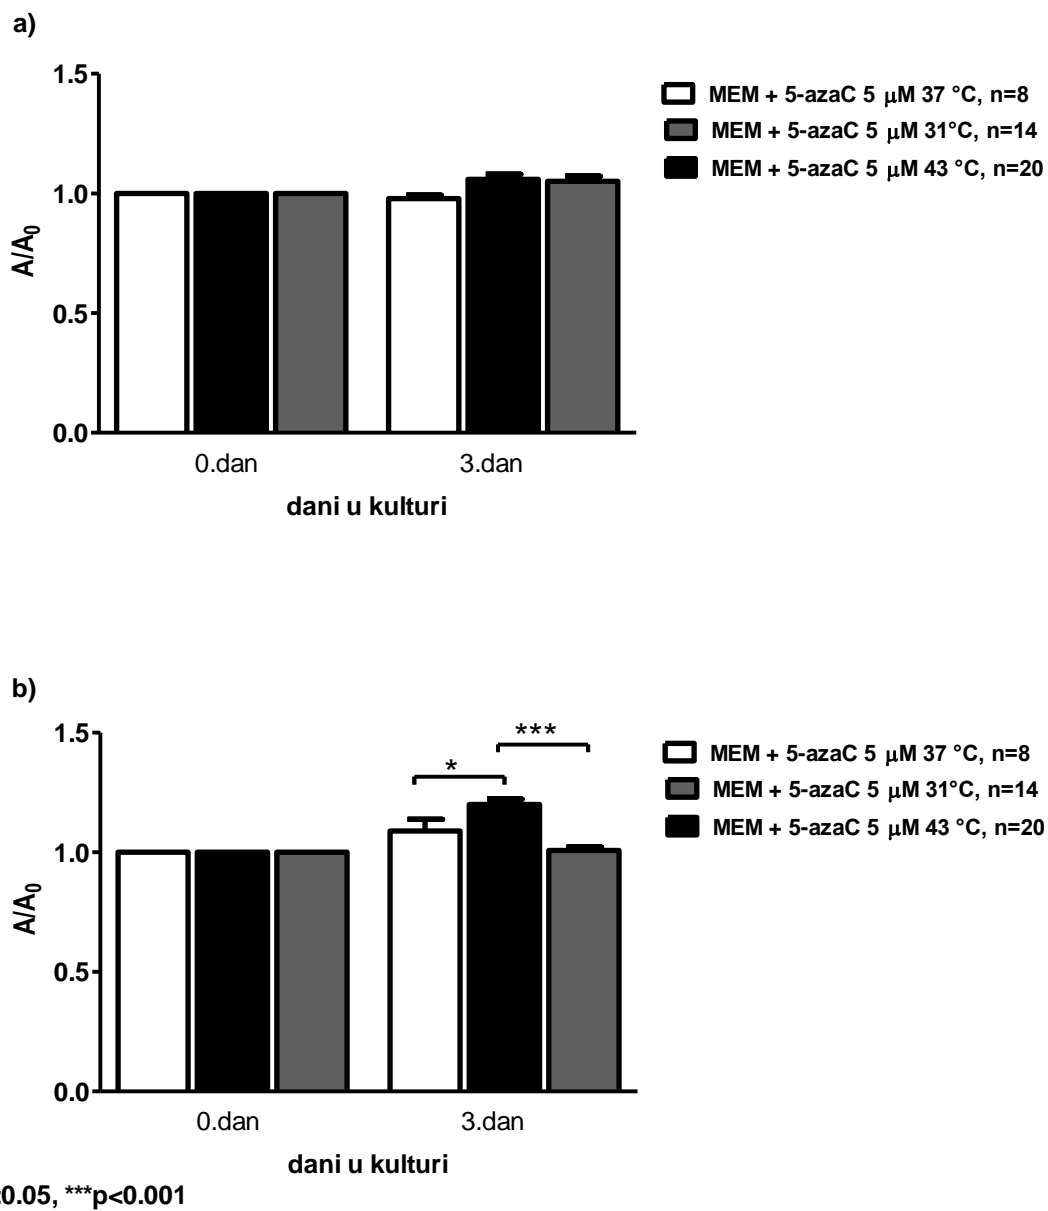 a)
1.5
1.0
0.5
0.0
A/A₀
0.dan 3.dan
dani u kulturi
MEM + 5-azaC 5 μM 37 °C, n=8
MEM + 5-azaC 5 μM 31°C, n=14
MEM + 5-azaC 5 μM 43 °C, n=20
b)
1.5
1.0
0.5
0.0
A/A₀
*
***
0.dan 3.dan
dani u kulturi
MEM + 5-azaC 5 μM 37 °C, n=8
MEM + 5-azaC 5 μM 31°C, n=14
MEM + 5-azaC 5 μM 43 °C, n=20
0.05, ***p<0.001